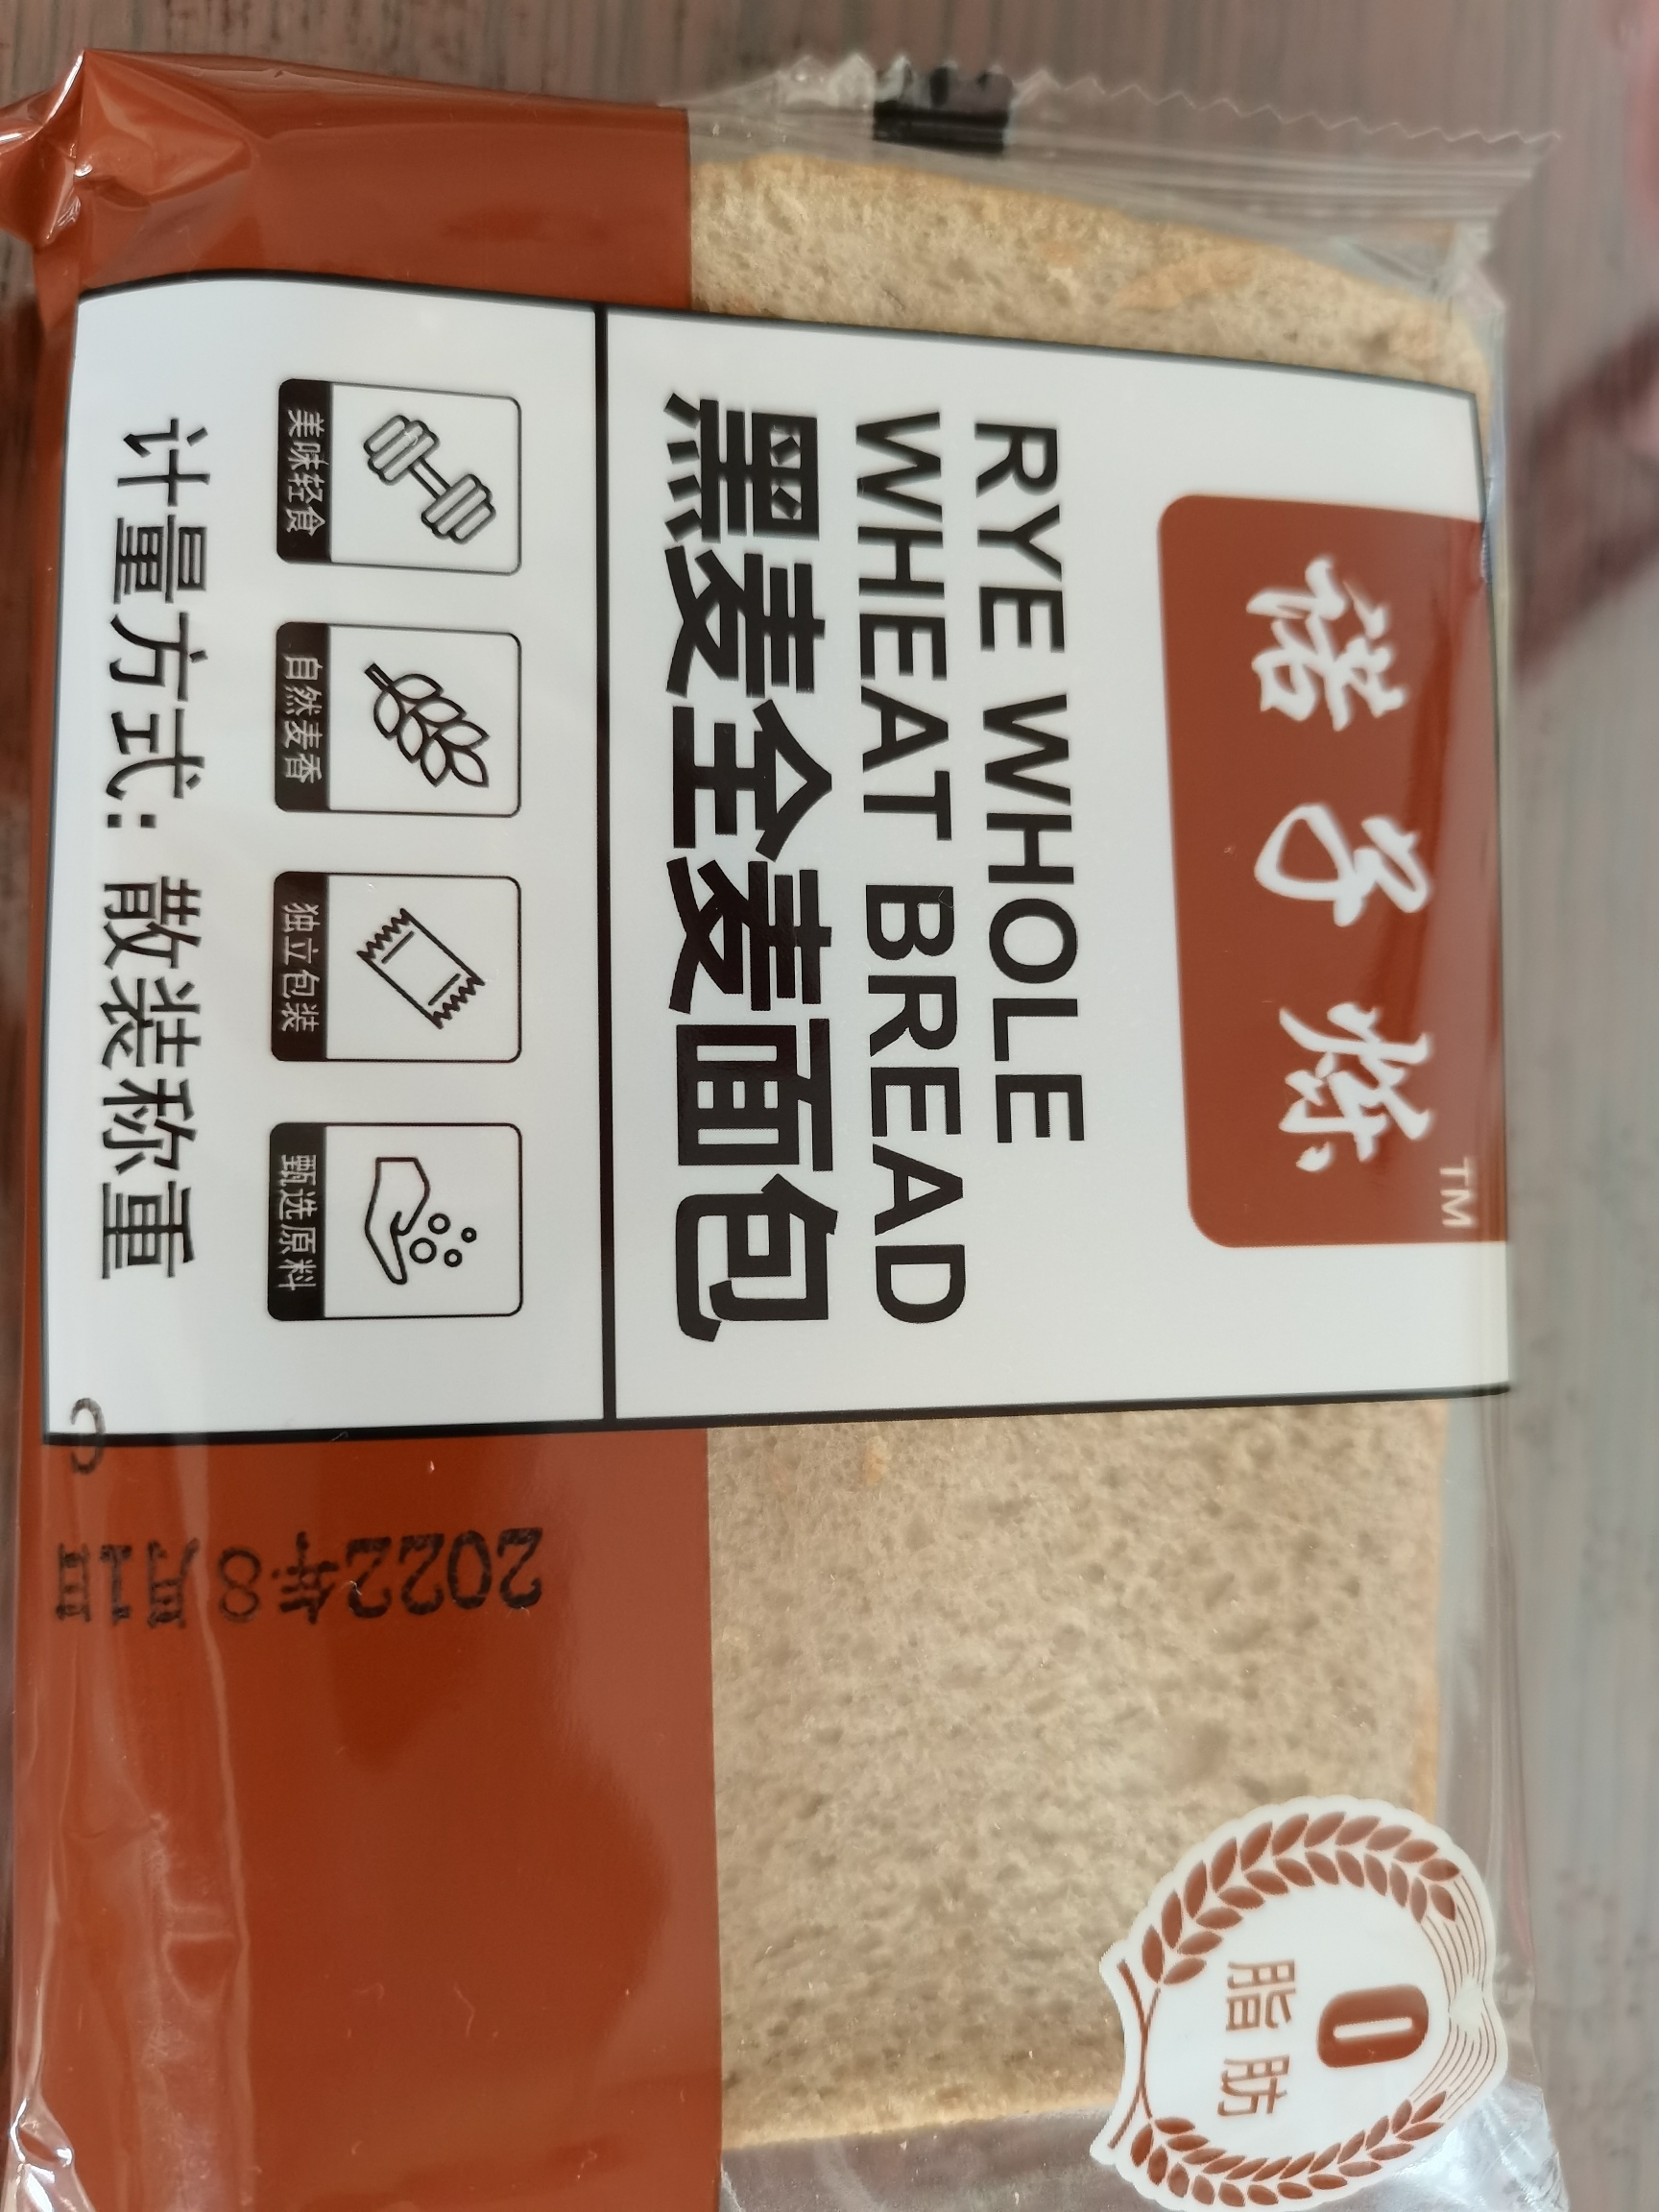 诺子烁
TM
RYE WHOLE
WHEAT BREAD
黑麦全麦面包
美味轻食
自然麦香
独立包装
甄选原料
计量方式：散装称重
0
脂肪
2022年8月1日